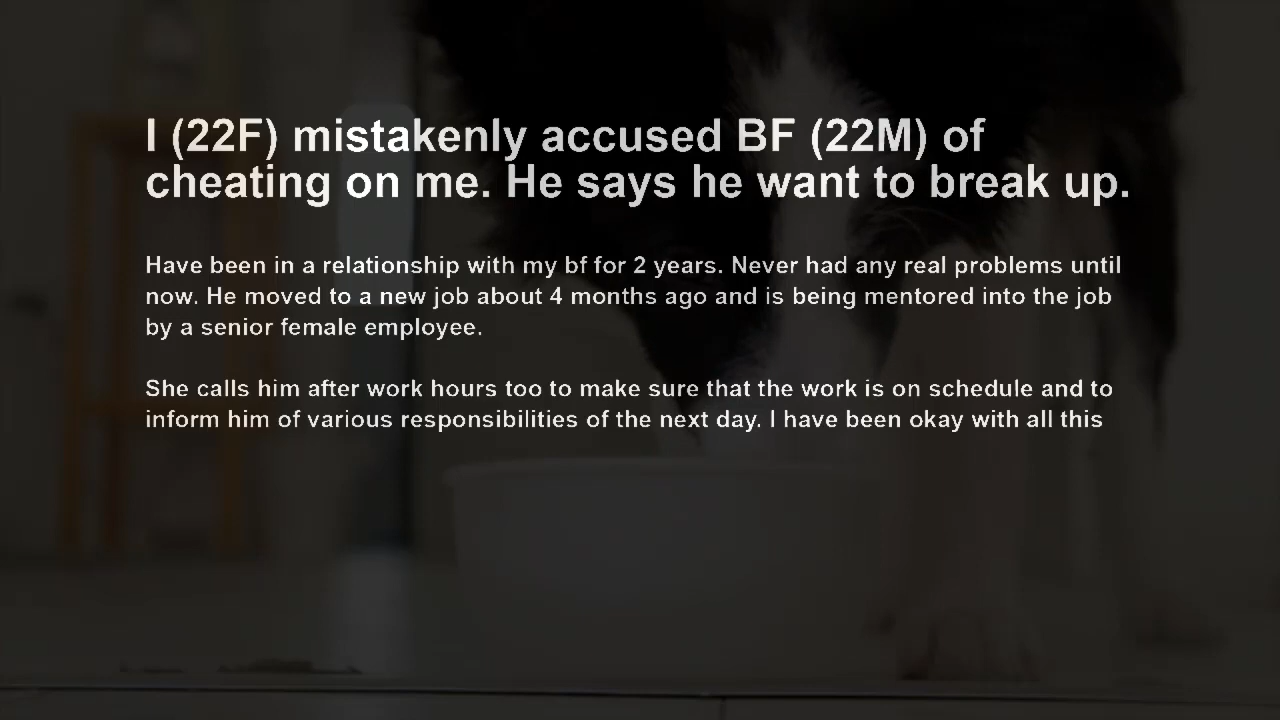 I (22F) mistakenly accused BF (22M) of
cheating on me. He says he want to break up.
Have been in a relationship with my bf for 2 years. Never had any real problems until
now. He moved to a new job about 4 months ago and is being mentored into the job
by a senior female employee.
She calls him after work hours too to make sure that the work is on schedule and to
inform him of various responsibilities of the next day. I have been okay with all this